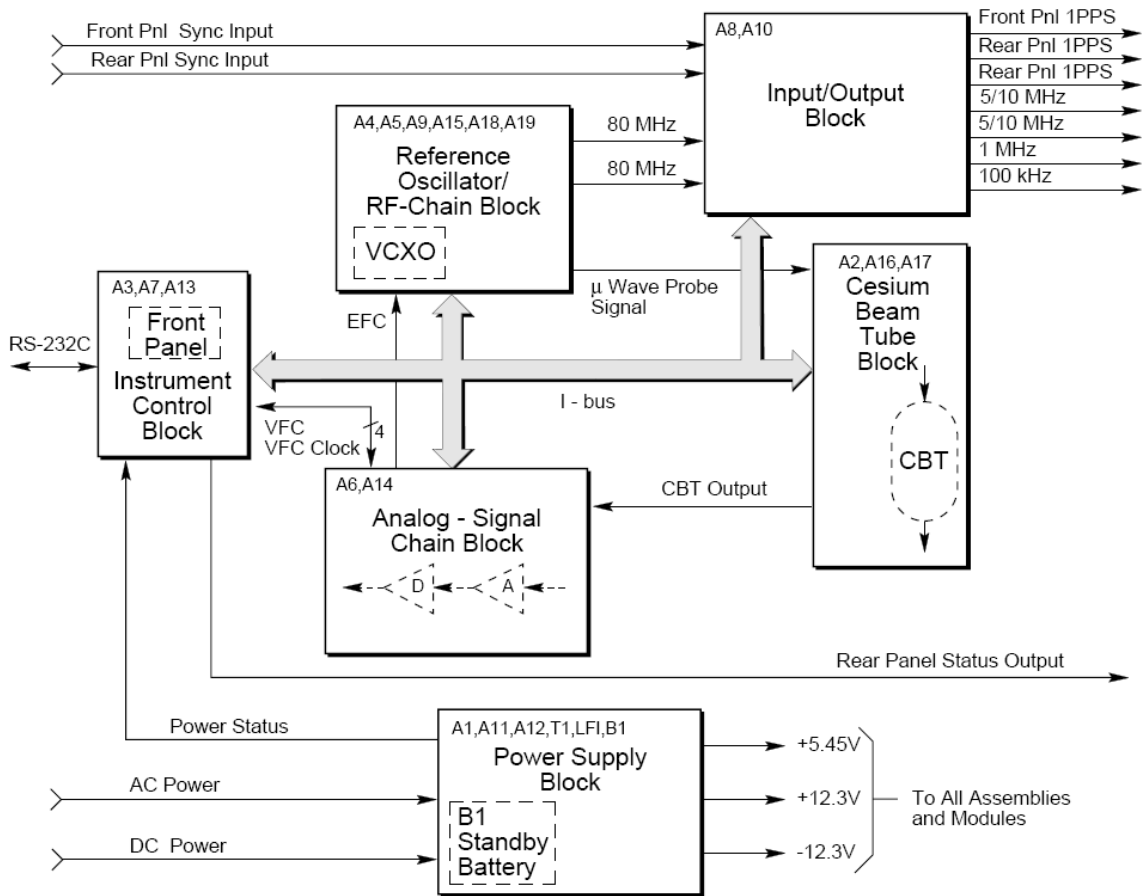 Front Pnl Sync Input
Rear Pnl Sync Input
A8,A10
Input/Output
Block
Front Pnl 1PPS
Rear Pnl 1PPS
Rear Pnl 1PPS
5/10 MHz
5/10 MHz
1 MHz
100 kHz
A4,A5,A9,A15,A18,A19
Reference
Oscillator/
RF-Chain Block
VCXO
80 MHz
80 MHz
µ Wave Probe
Signal
A2,A16,A17
Cesium
Beam
Tube
Block
CBT
A3,A7,A13
Front
Panel
Instrument
Control
Block
RS-232C
EFC
I - bus
VFC
VFC Clock
4
A6,A14
Analog - Signal
Chain Block
D
A
CBT Output
Rear Panel Status Output
Power Status
AC Power
DC Power
A1,A11,A12,T1,LFI,B1
Power Supply
Block
B1
Standby
Battery
+5.45V
+12.3V
-12.3V
To All Assemblies
and Modules